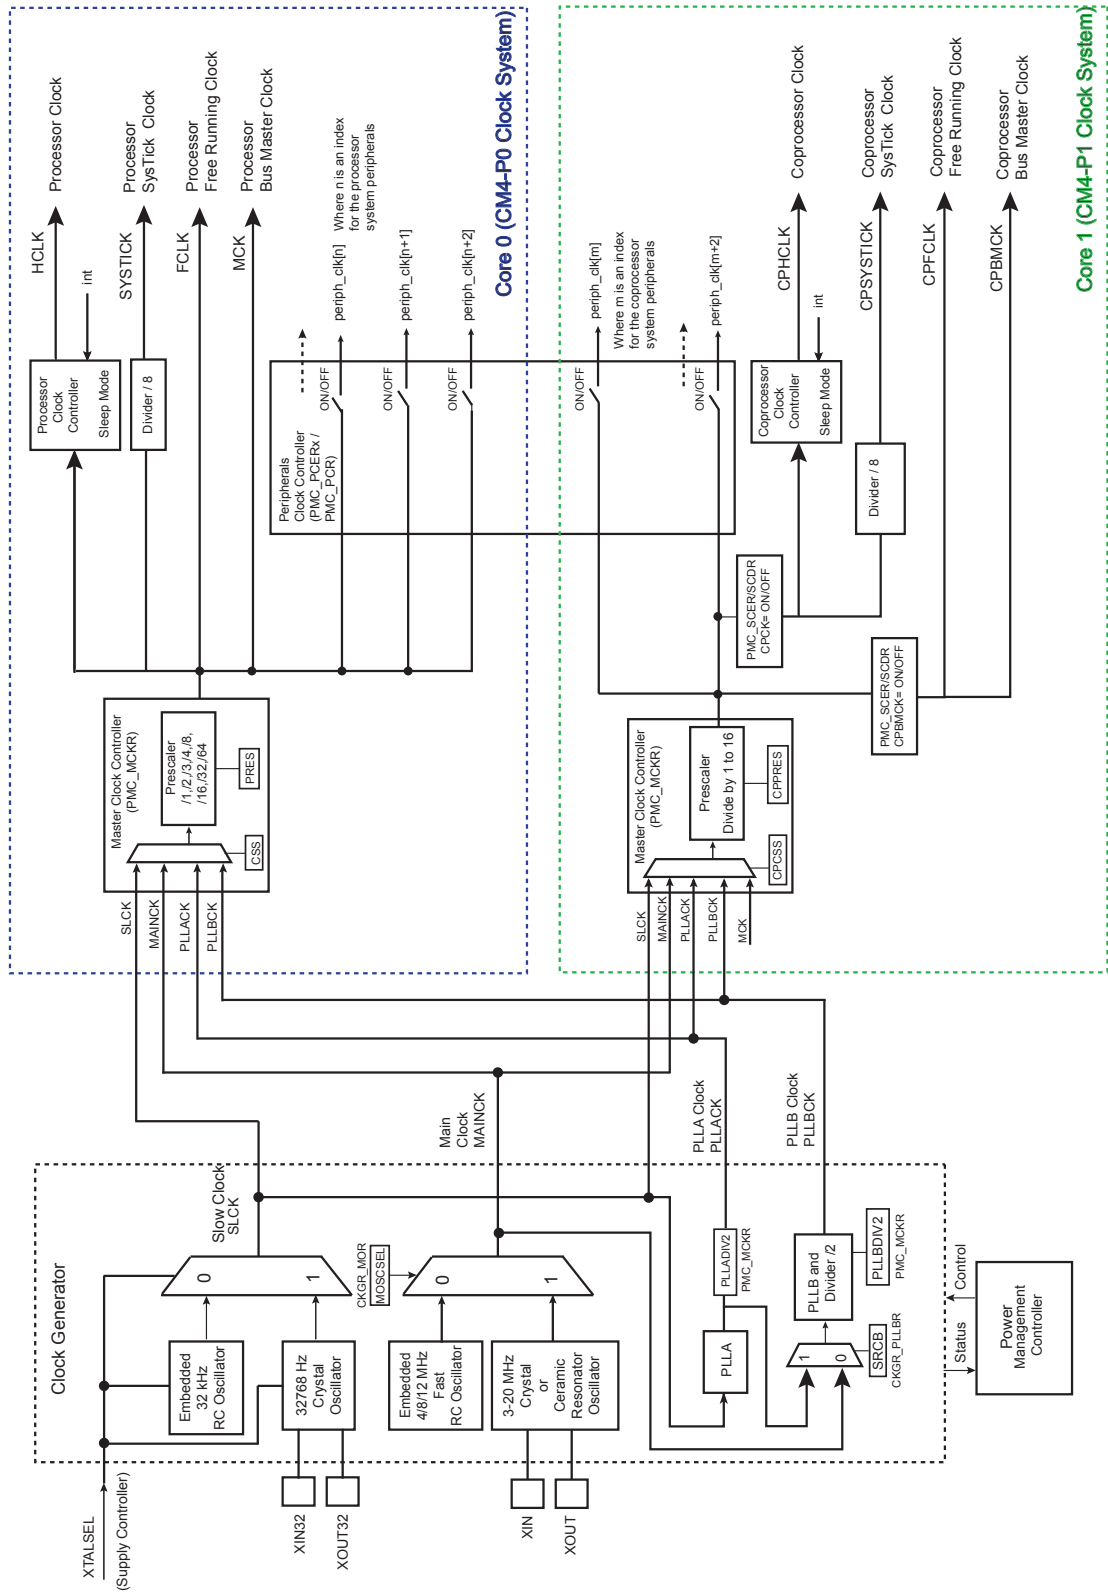 Clock Generator
XTALSEL
(Supply Controller)
Embedded
32 kHz
RC Oscillator
0
Slow Clock
SLCK
XIN32
32768 Hz
Crystal
Oscillator
1
XOUT32
CKGR_MOR
MOSCSEL
Embedded
4/8/12 MHz
Fast
RC Oscillator
0
Main
Clock
MAINCK
XIN
3-20 MHz
Crystal
or
Ceramic
Resonator
Oscillator
1
XOUT
PLLA
PLLADIV2
PMC_MCKR
PLLA Clock
PLLACK
1
0
SRCB
CKGR_PLLBR
PLLB and
Divider /2
PLLBDIV2
PMC_MCKR
PLLB Clock
PLLBCK
Status
Control
Power
Management
Controller
SLCK
MAINCK
PLLACK
PLLBCK
Master Clock Controller
(PMC_MCKR)
CSS
Prescaler
/1,/2,/3,/4,/8,
/16,/32,/64
PRES
Processor
Clock
Controller
Sleep Mode
HCLK
Processor Clock
int
Divider / 8
SYSTICK
Processor
SysTick Clock
FCLK
Processor
Free Running Clock
MCK
Processor
Bus Master Clock
Peripherals
Clock Controller
(PMC_PCERx /
PMC_PCR)
ON/OFF
periph_clk[n]
Where n is an index
for the processor
system peripherals
ON/OFF
periph_clk[n+1]
ON/OFF
periph_clk[n+2]
Core 0 (CM4-P0 Clock System)
SLCK
MAINCK
PLLACK
PLLBCK
MCK
Master Clock Controller
(PMC_MCKR)
CPCSS
Prescaler
Divide by 1 to 16
CPPRES
ON/OFF
periph_clk[m]
Where m is an index
for the coprocessor
system peripherals
ON/OFF
periph_clk[m+2]
PMC_SCER/SCDR
CPCK= ON/OFF
Coprocessor
Clock
Controller
Sleep Mode
CPHCLK
Coprocessor Clock
int
Divider / 8
CPSYSTICK
Coprocessor
SysTick Clock
PMC_SCER/SCDR
CPBMCK= ON/OFF
CPFCLK
Coprocessor
Free Running Clock
CPBMCK
Coprocessor
Bus Master Clock
Core 1 (CM4-P1 Clock System)